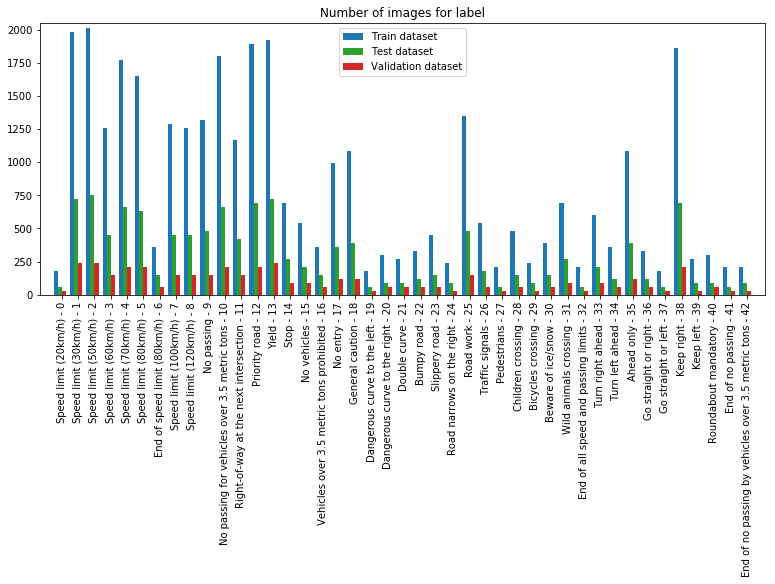 Number of images for label
Train dataset
Test dataset
Validation dataset
2000
1750
1500
1250
1000
750
500
250
0
Speed limit (20km/h) - 0
Speed limit (30km/h) - 1
Speed limit (50km/h) - 2
Speed limit (60km/h) - 3
Speed limit (70km/h) - 4
Speed limit (80km/h) - 5
End of speed limit (80km/h) - 6
Speed limit (100km/h) - 7
Speed limit (120km/h) - 8
No passing - 9
No passing for vehicles over 3.5 metric tons - 10
Right-of-way at the next intersection - 11
Priority road - 12
Yield - 13
Stop - 14
No vehicles - 15
Vehicles over 3.5 metric tons prohibited - 16
No entry - 17
General caution - 18
Dangerous curve to the left - 19
Dangerous curve to the right - 20
Double curve - 21
Bumpy road - 22
Slippery road - 23
Road narrows on the right - 24
Road work - 25
Traffic signals - 26
Pedestrians - 27
Children crossing - 28
Bicycles crossing - 29
Beware of ice/snow - 30
Wild animals crossing - 31
End of all speed and passing limits - 32
Turn right ahead - 33
Turn left ahead - 34
Ahead only - 35
Go straight or right - 36
Go straight or left - 37
Keep right - 38
Keep left - 39
Roundabout mandatory - 40
End of no passing - 41
End of no passing by vehicles over 3.5 metric tons - 42